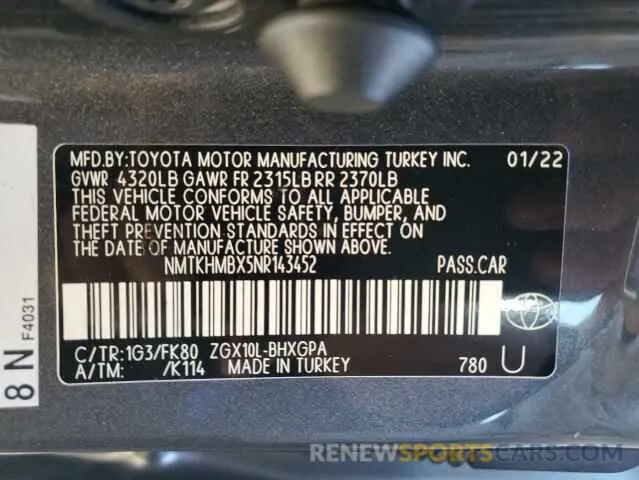 MFD.BY:TOYOTA MOTOR MANUFACTURING TURKEY INC. 01/22
GVWR 4320LB GAWR FR 2315LB RR 2370LB
THIS VEHICLE CONFORMS TO ALL APPLICABLE
FEDERAL MOTOR VEHICLE SAFETY, BUMPER, AND
THEFT PREVENTION STANDARDS IN EFFECT ON
THE DATE OF MANUFACTURE SHOWN ABOVE.
NMTKHMBX5NR143452 PASS.CAR
C/TR:1G3/FK80 ZGX10L-BHXGPA
A/TM: /K114 MADE IN TURKEY 780 U
8 N F4031
RENEWSPECIFICATION.COM